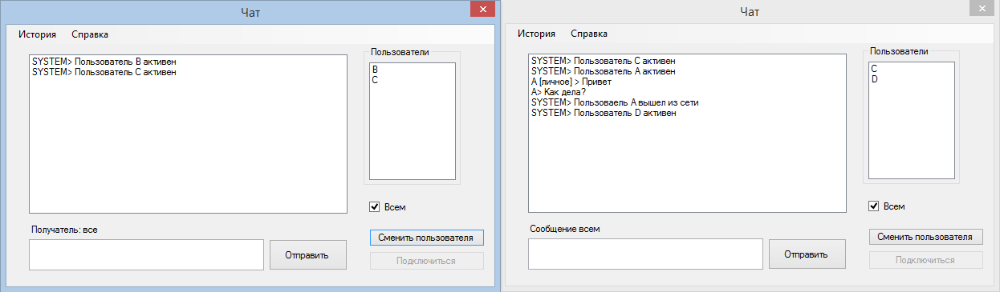 Чат
История Справка
SYSTEM> Пользователь B активен
SYSTEM> Пользователь C активен
Пользователи
B
C
Всем
Получатель: все
Отправить
Сменить пользователя
Подключиться
Чат
История Справка
SYSTEM> Пользователь C активен
SYSTEM> Пользователь A активен
A [личное] > Привет
A> Как дела?
SYSTEM> Пользоваель A вышел из сети
SYSTEM> Пользователь D активен
Пользователи
C
D
Всем
Сообщение всем
Отправить
Сменить пользователя
Подключиться